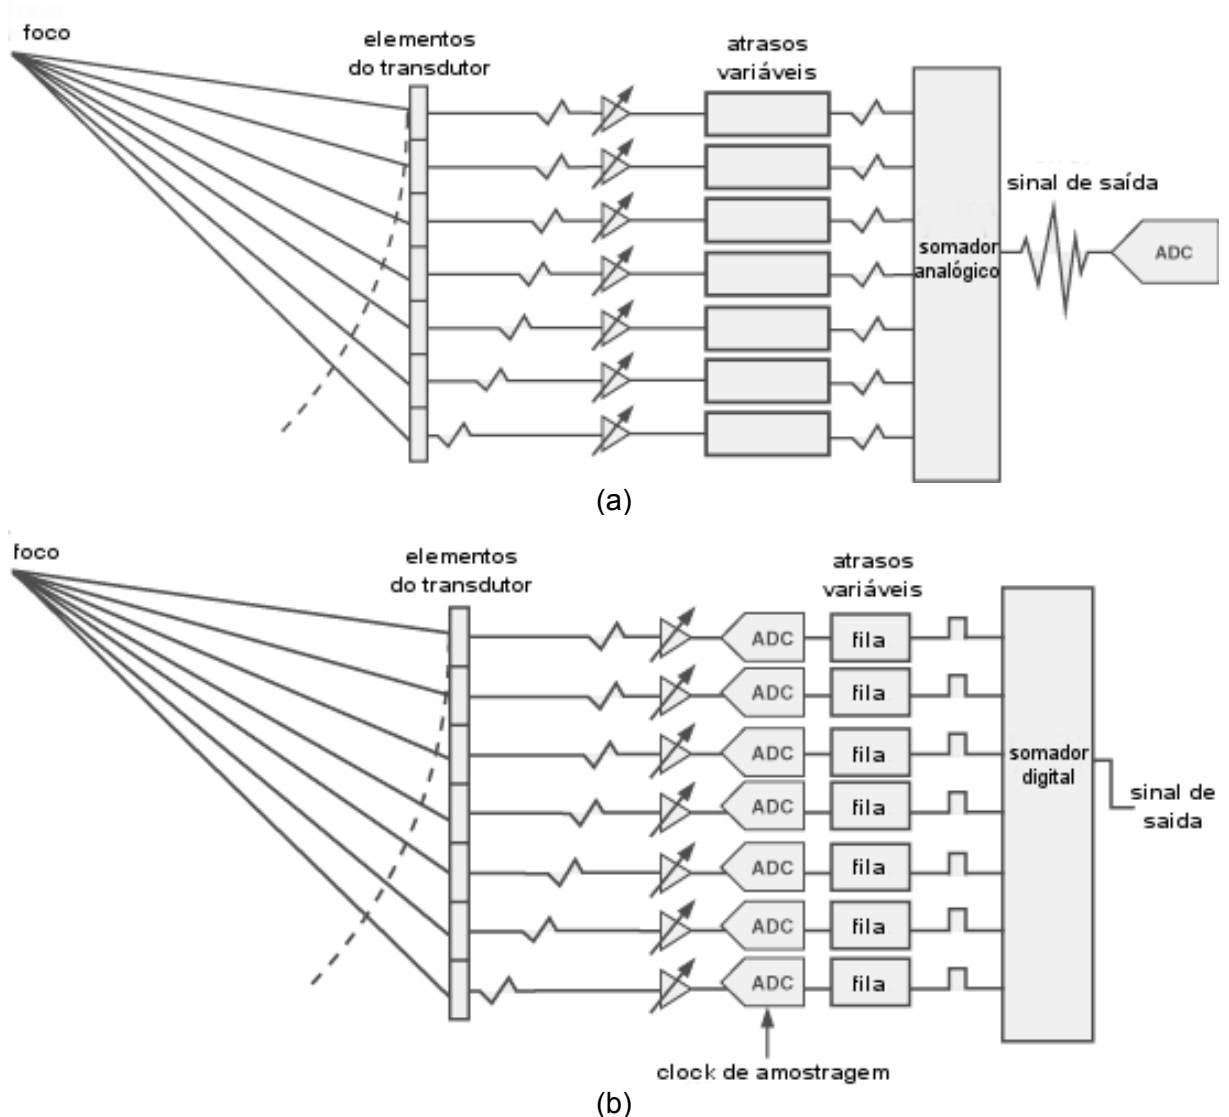 foco
elementos
do transdutor
atrasos
variáveis
sinal de saída
somador
analógico
ADC
(a)
foco
elementos
do transdutor
atrasos
variáveis
ADC
fila
ADC
fila
ADC
fila
ADC
fila
ADC
fila
ADC
fila
ADC
fila
somador
digital
sinal de
saida
clock de amostragem
(b)